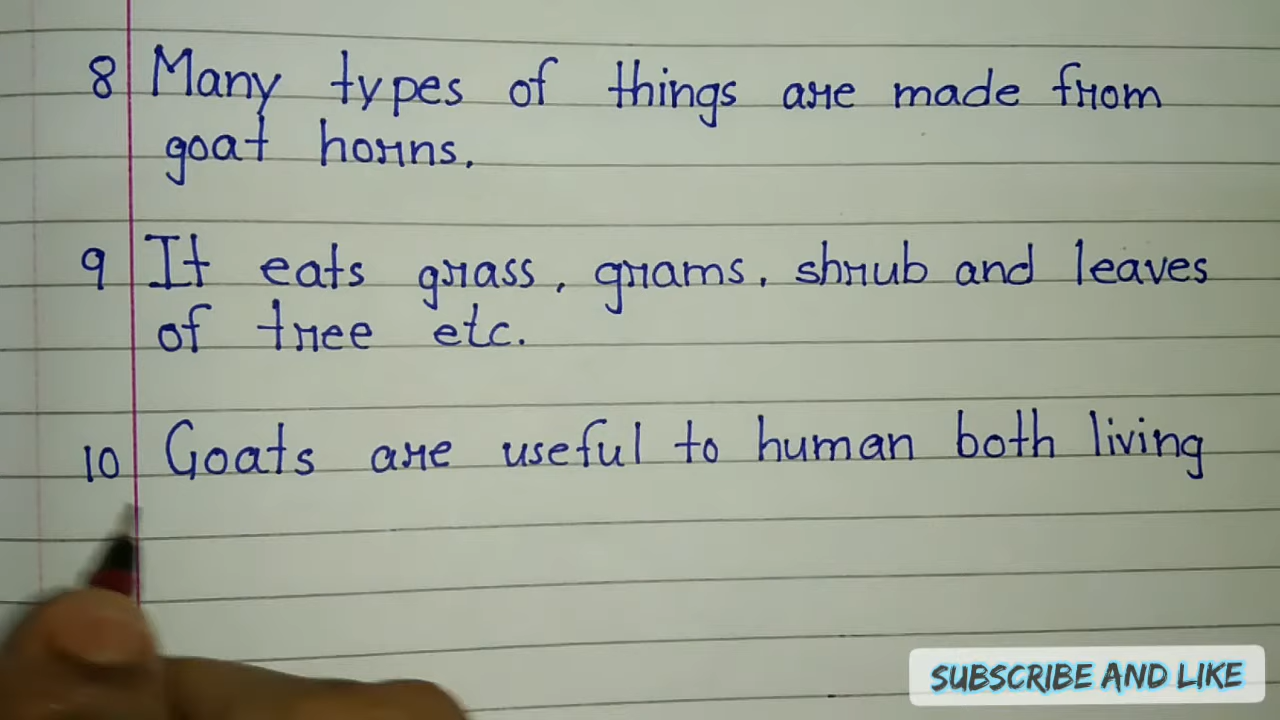 8 Many types of things are made from
goat horns.
9 It eats grass, grams, shrub and leaves
of tree etc.
10 Goats are useful to human both living
SUBSCRIBE AND LIKE